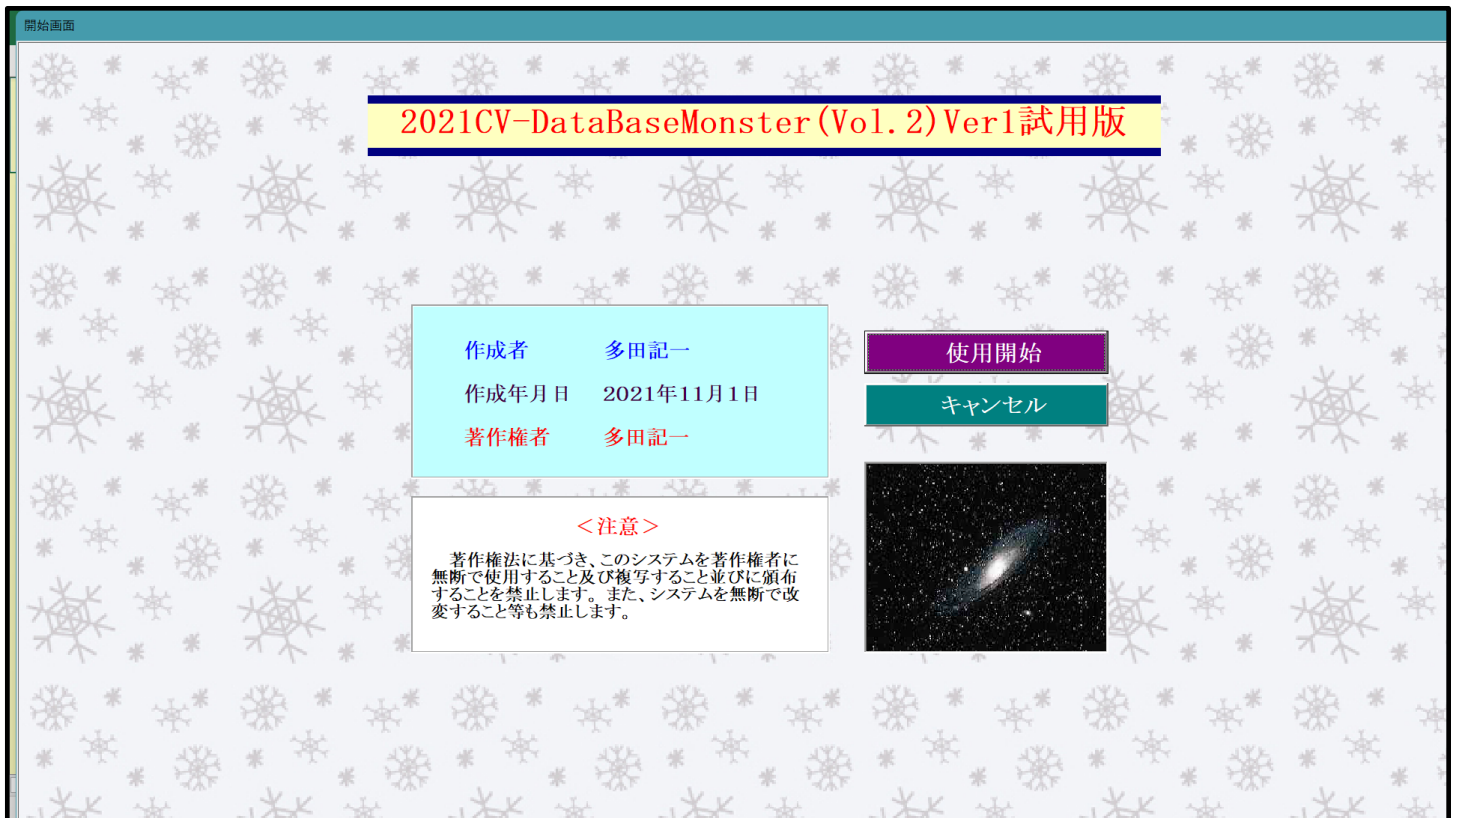 開始画面
2021CV-DataBaseMonster(Vol.2)Ver1試用版
作成者 多田記一
作成年月日 2021年11月1日
著作権者 多田記一
使用開始
キャンセル
＜注意＞
著作権法に基づき、このシステムを著作権者に
無断で使用すること及び複写すること並びに頒布
することを禁止します。また、システムを無断で改
変すること等も禁止します。